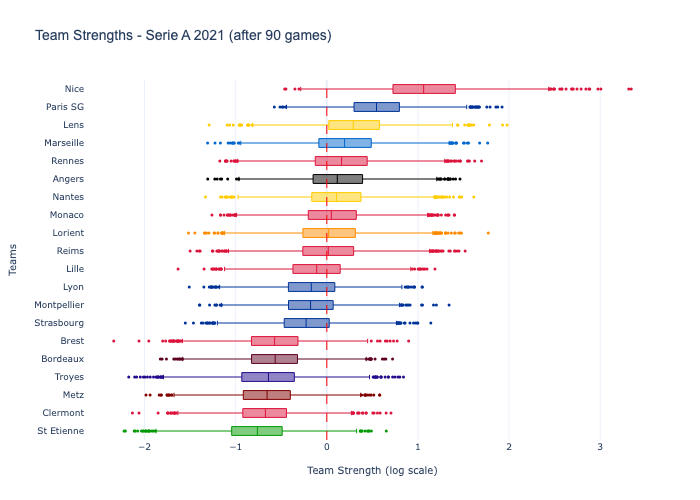 Team Strengths - Serie A 2021 (after 90 games)
Nice
Paris SG
Lens
Marseille
Rennes
Angers
Nantes
Monaco
Lorient
Reims
Lille
Lyon
Montpellier
Strasbourg
Brest
Bordeaux
Troyes
Metz
Clermont
St Etienne
Teams
−2 −1 0 1 2 3
Team Strength (log scale)